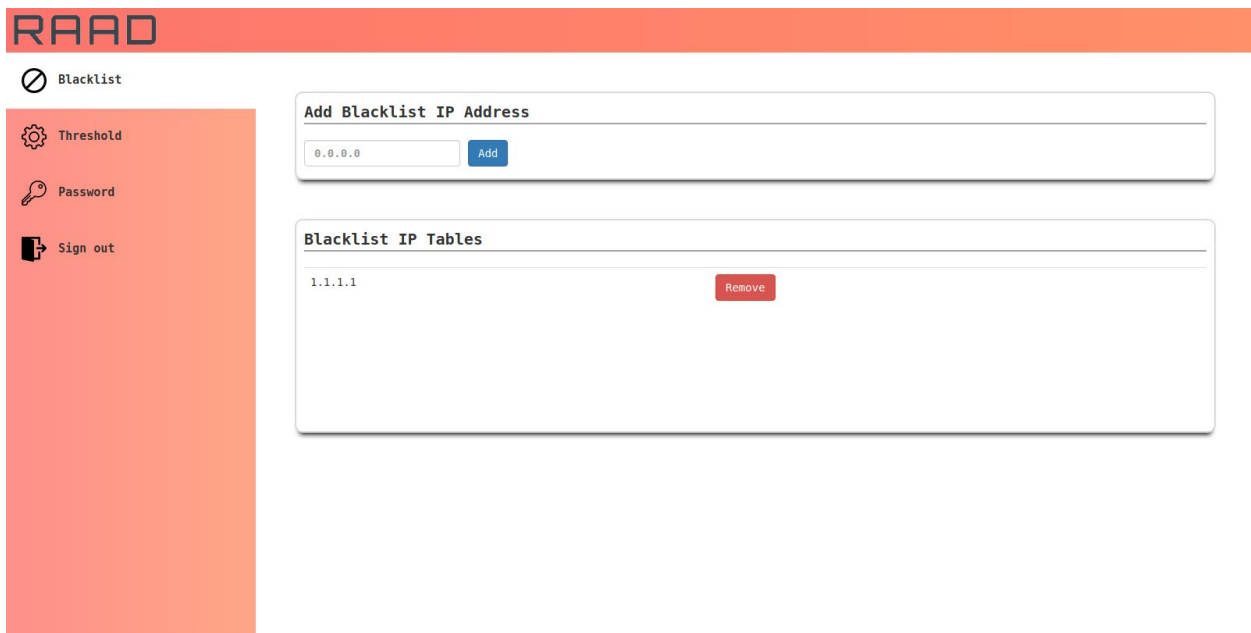 RAAD
Blacklist
Threshold
Password
Sign out
Add Blacklist IP Address
0.0.0.0 Add
Blacklist IP Tables
1.1.1.1 Remove